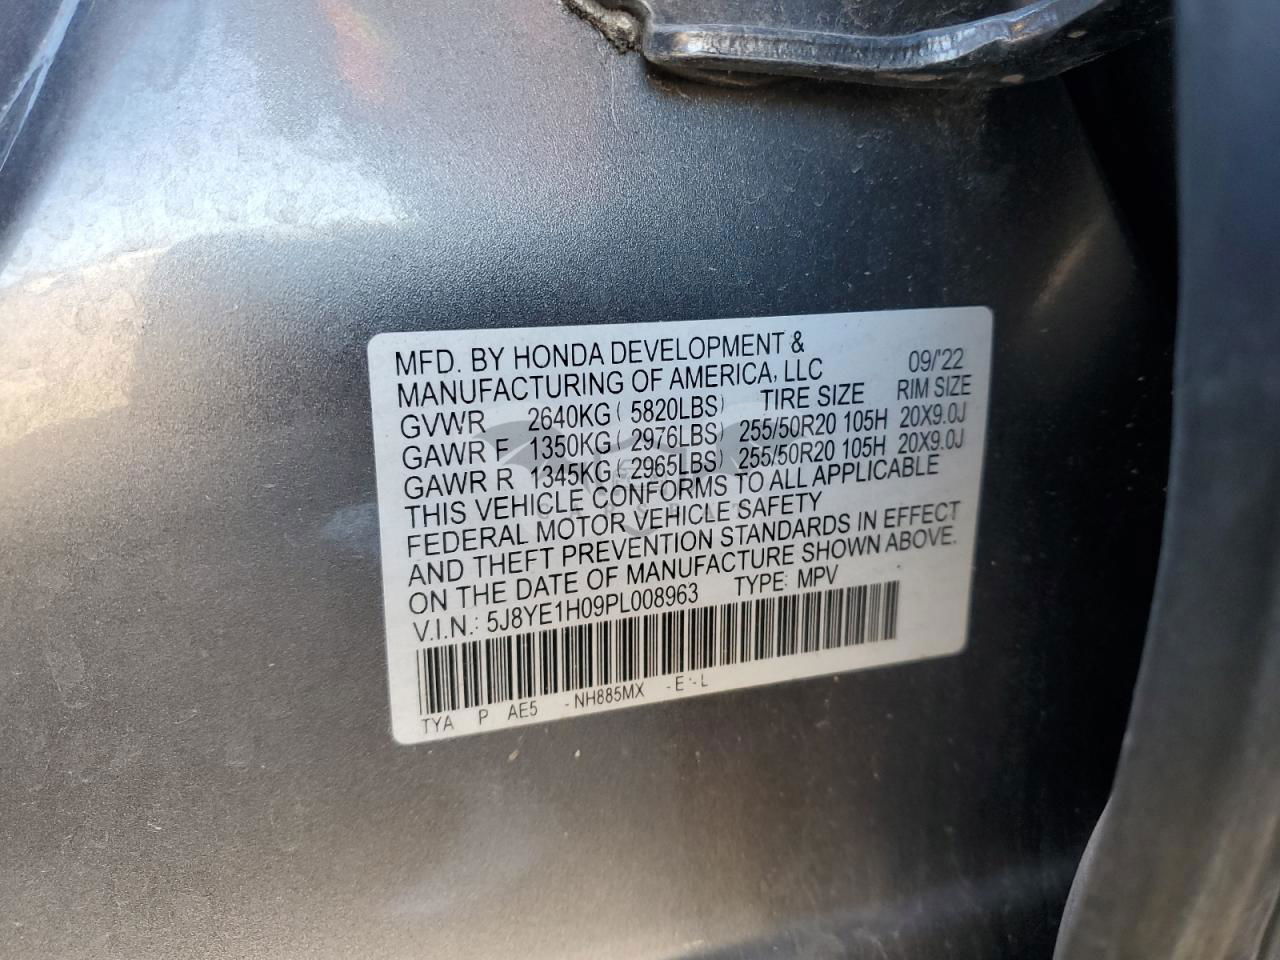 MFD. BY HONDA DEVELOPMENT & 09/'22
MANUFACTURING OF AMERICA, LLC
GVWR 2640KG ( 5820LBS) TIRE SIZE RIM SIZE
GAWR F 1350KG( 2976LBS) 255/50R20 105H 20X9.0J
GAWR R 1345KG( 2965LBS) 255/50R20 105H 20X9.0J
THIS VEHICLE CONFORMS TO ALL APPLICABLE
FEDERAL MOTOR VEHICLE SAFETY
AND THEFT PREVENTION STANDARDS IN EFFECT
ON THE DATE OF MANUFACTURE SHOWN ABOVE.
V.I.N.: 5J8YE1H09PL008963 TYPE: MPV
TYA P AE5 -NH885MX -E--L